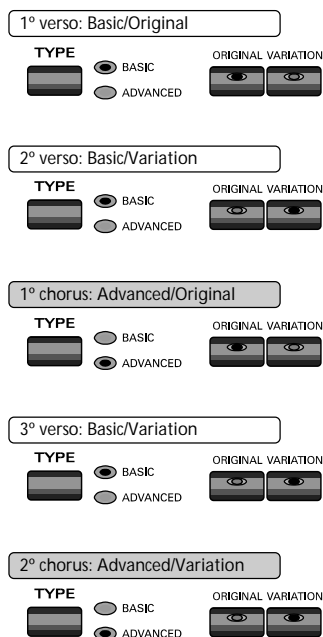 1º verso: Basic/Original
TYPE
BASIC
ADVANCED
ORIGINAL VARIATION
2º verso: Basic/Variation
TYPE
BASIC
ADVANCED
ORIGINAL VARIATION
1º chorus: Advanced/Original
TYPE
BASIC
ADVANCED
ORIGINAL VARIATION
3º verso: Basic/Variation
TYPE
BASIC
ADVANCED
ORIGINAL VARIATION
2º chorus: Advanced/Variation
TYPE
BASIC
ADVANCED
ORIGINAL VARIATION